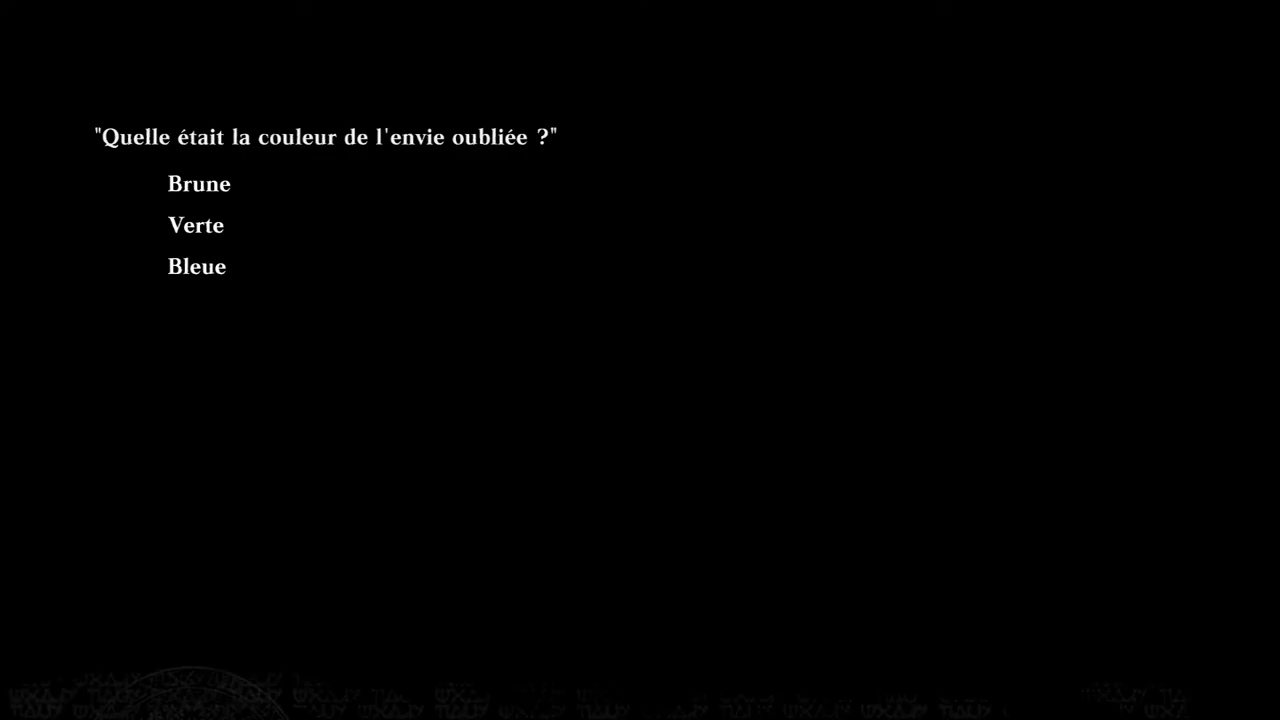 "Quelle était la couleur de l'envie oubliée ?"
Brune
Verte
Bleue